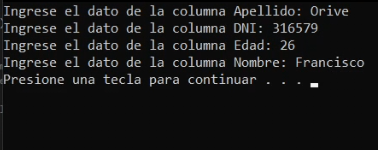 Ingrese el dato de la columna Apellido: Orive
Ingrese el dato de la columna DNI: 316579
Ingrese el dato de la columna Edad: 26
Ingrese el dato de la columna Nombre: Francisco
Presione una tecla para continuar . . .